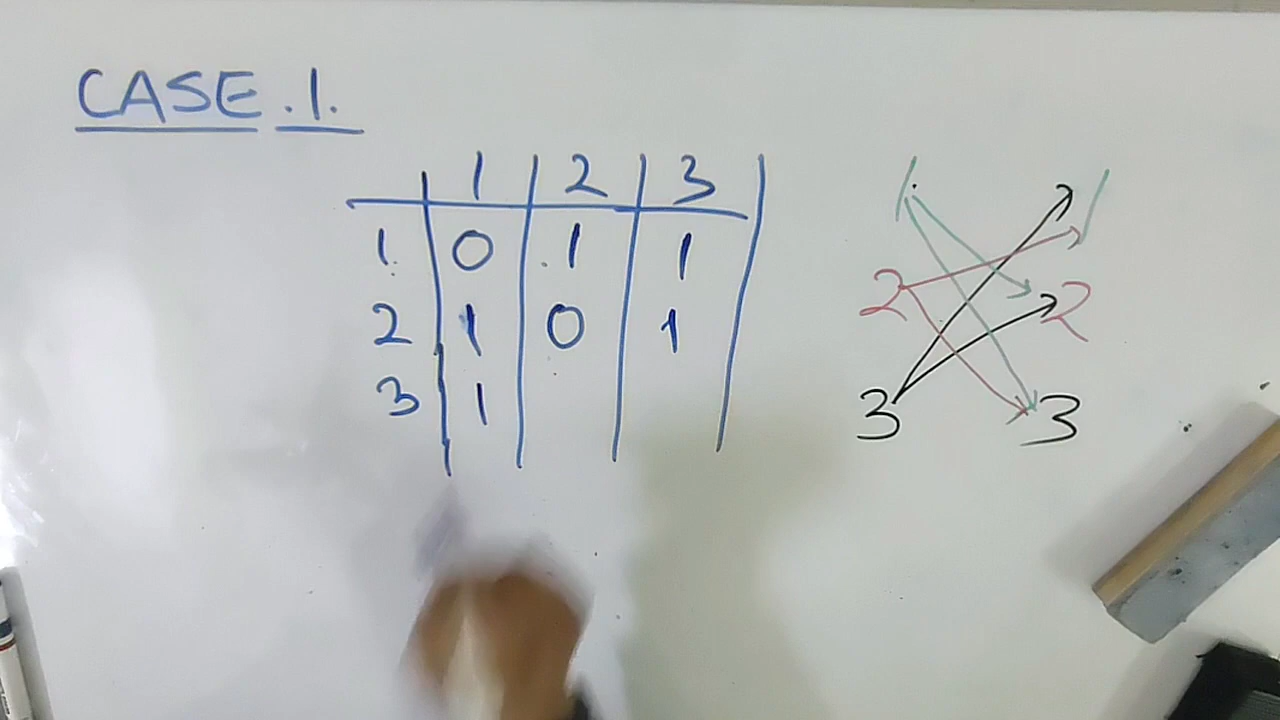 CASE.1.
1 2 3
1. 0 1 1
2 1 0 1
3 1
1 1
2 2
3 3